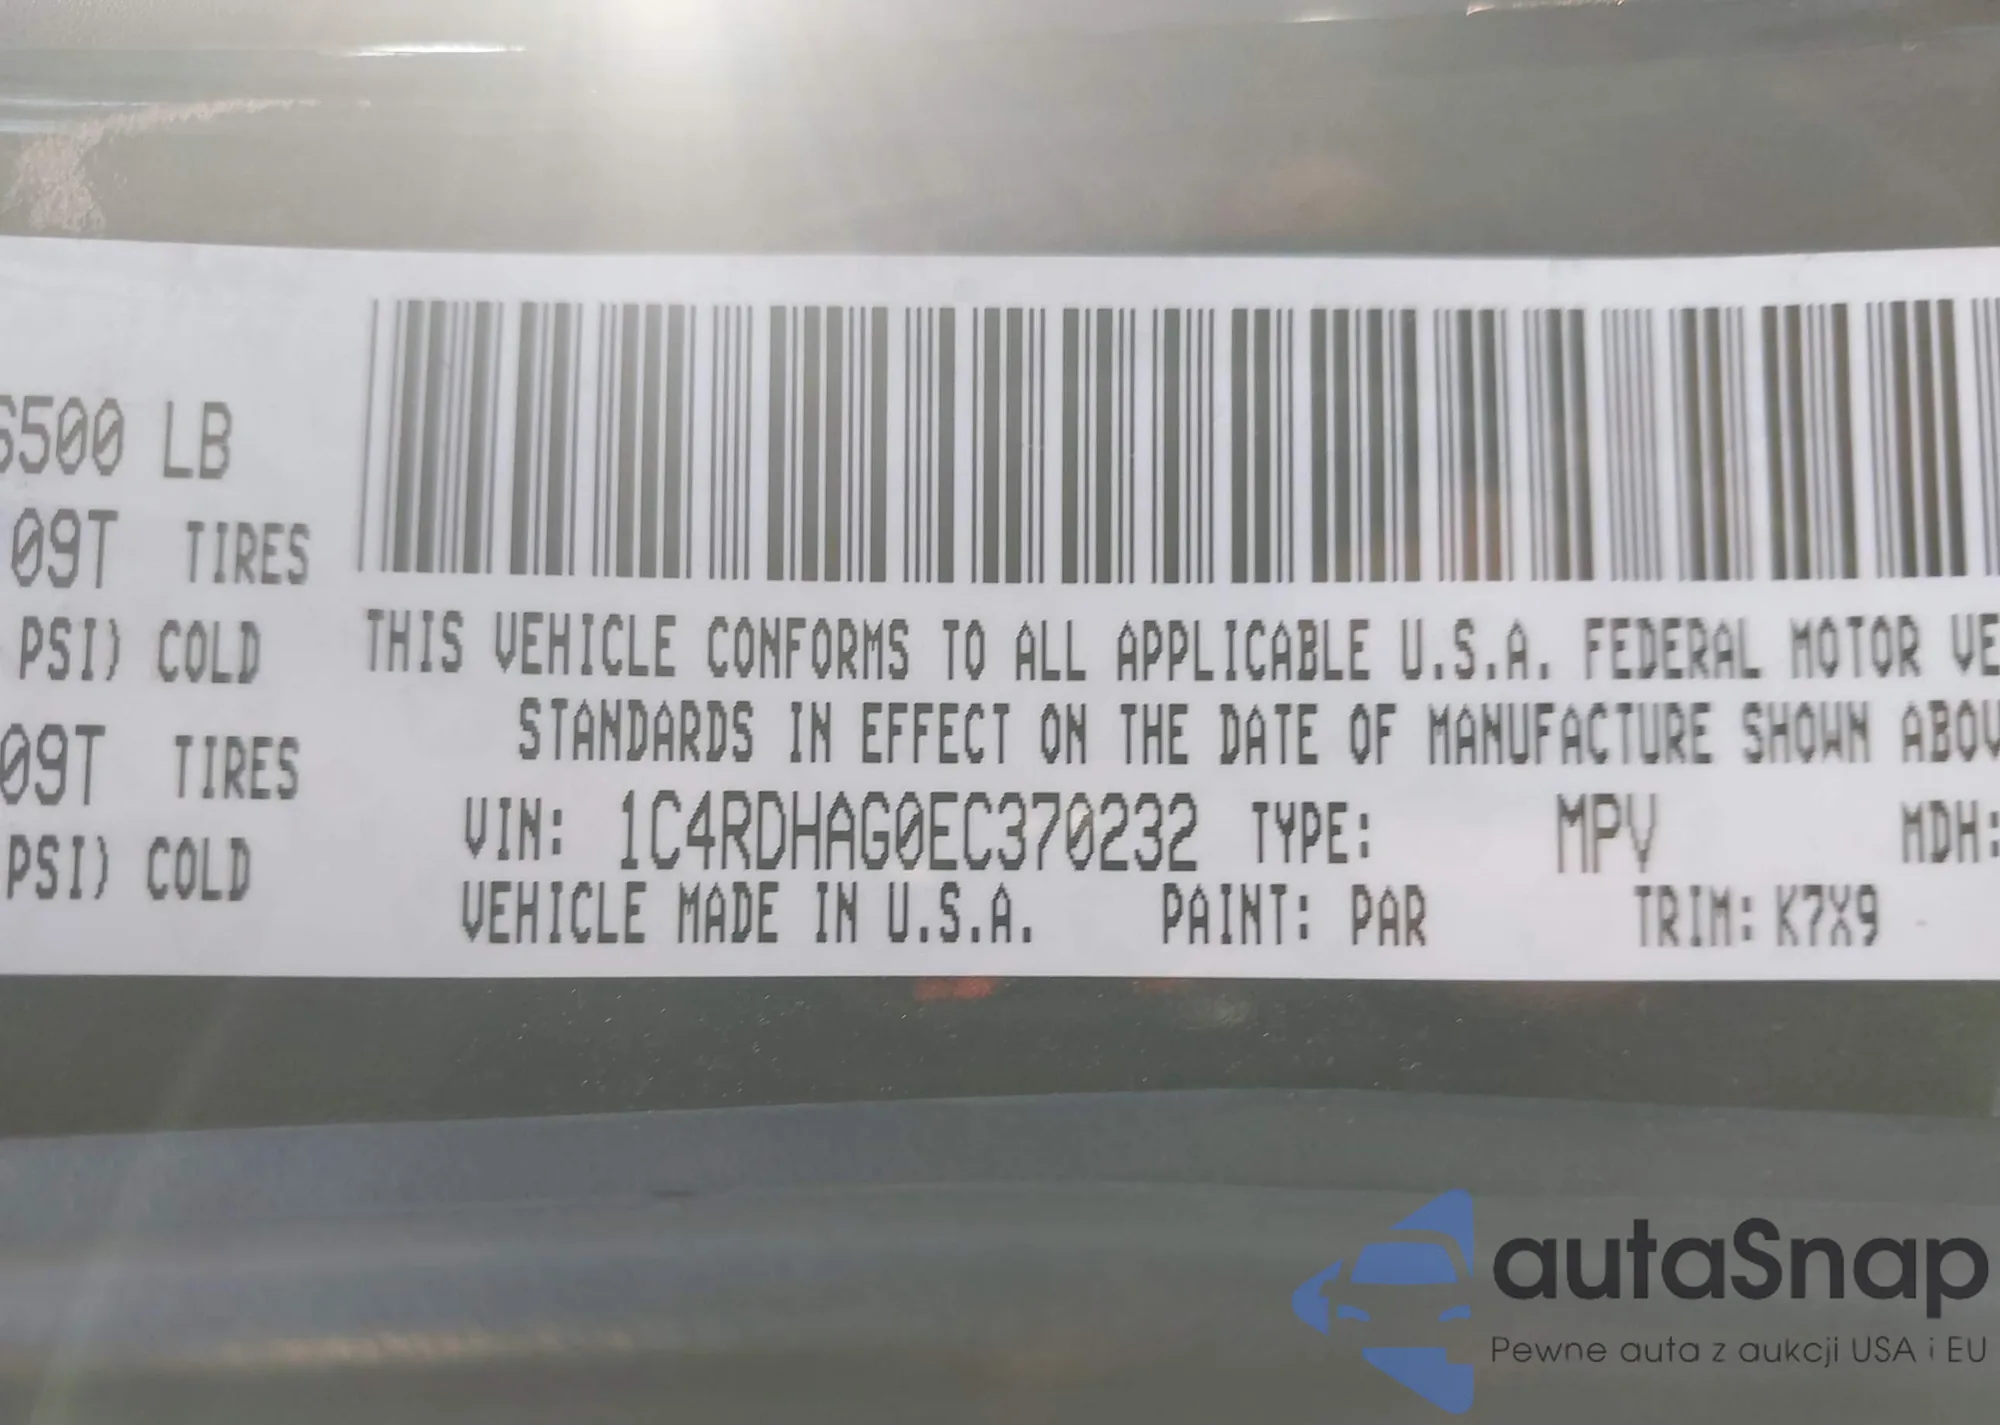 6500 LB
09T TIRES
PSI) COLD
THIS VEHICLE CONFORMS TO ALL APPLICABLE U.S.A. FEDERAL MOTOR VE
STANDARDS IN EFFECT ON THE DATE OF MANUFACTURE SHOWN ABOV
09T TIRES
VIN: 1C4RDHAG0EC370232 TYPE: MPV MDH:
PSI) COLD
VEHICLE MADE IN U.S.A. PAINT: PAR TRIM: K7X9
autaSnap
Pewne auta z aukcji USA i EU